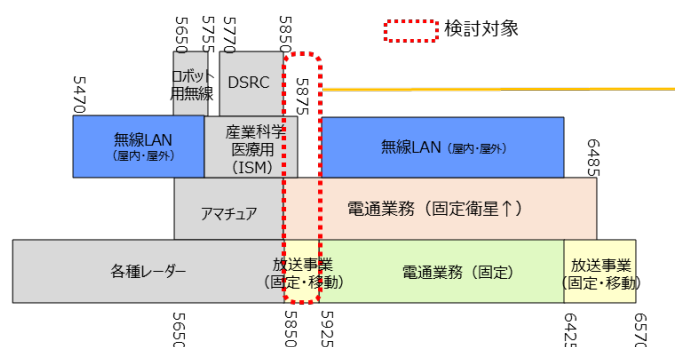 検討対象
5650
5755
5770
5850
ロボット
用無線
DSRC
5875
5470
無線LAN
(屋内・屋外)
産業科学
医療用
(ISM)
無線LAN (屋内・屋外)
6485
アマチュア
電通業務（固定衛星↑）
各種レーダー
放送事業
(固定・移動)
電通業務（固定）
放送事業
(固定・移動)
5650
5850
5925
6425
6570